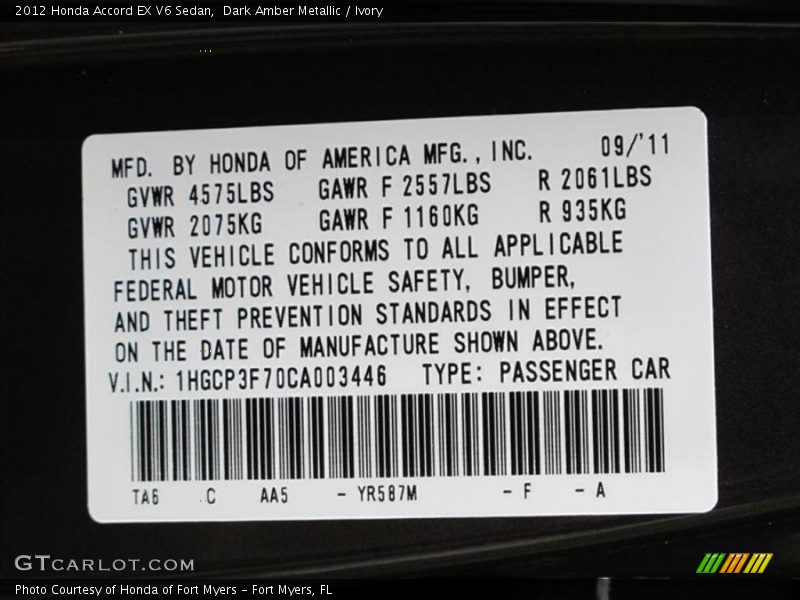 2012 Honda Accord EX V6 Sedan,  Dark Amber Metallic / Ivory
MFD. BY HONDA OF AMERICA MFG., INC. 09/'11
GVWR 4575LBS GAWR F 2557LBS R 2061LBS
GVWR 2075KG GAWR F 1160KG R 935KG
THIS VEHICLE CONFORMS TO ALL APPLICABLE
FEDERAL MOTOR VEHICLE SAFETY, BUMPER,
AND THEFT PREVENTION STANDARDS IN EFFECT
ON THE DATE OF MANUFACTURE SHOWN ABOVE.
V.I.N.: 1HGCP3F70CA003446 TYPE: PASSENGER CAR
TA6 C AA5 - YR587M - F - A
GTCARLOT.COM
Photo Courtesy of Honda of Fort Myers – Fort Myers, FL